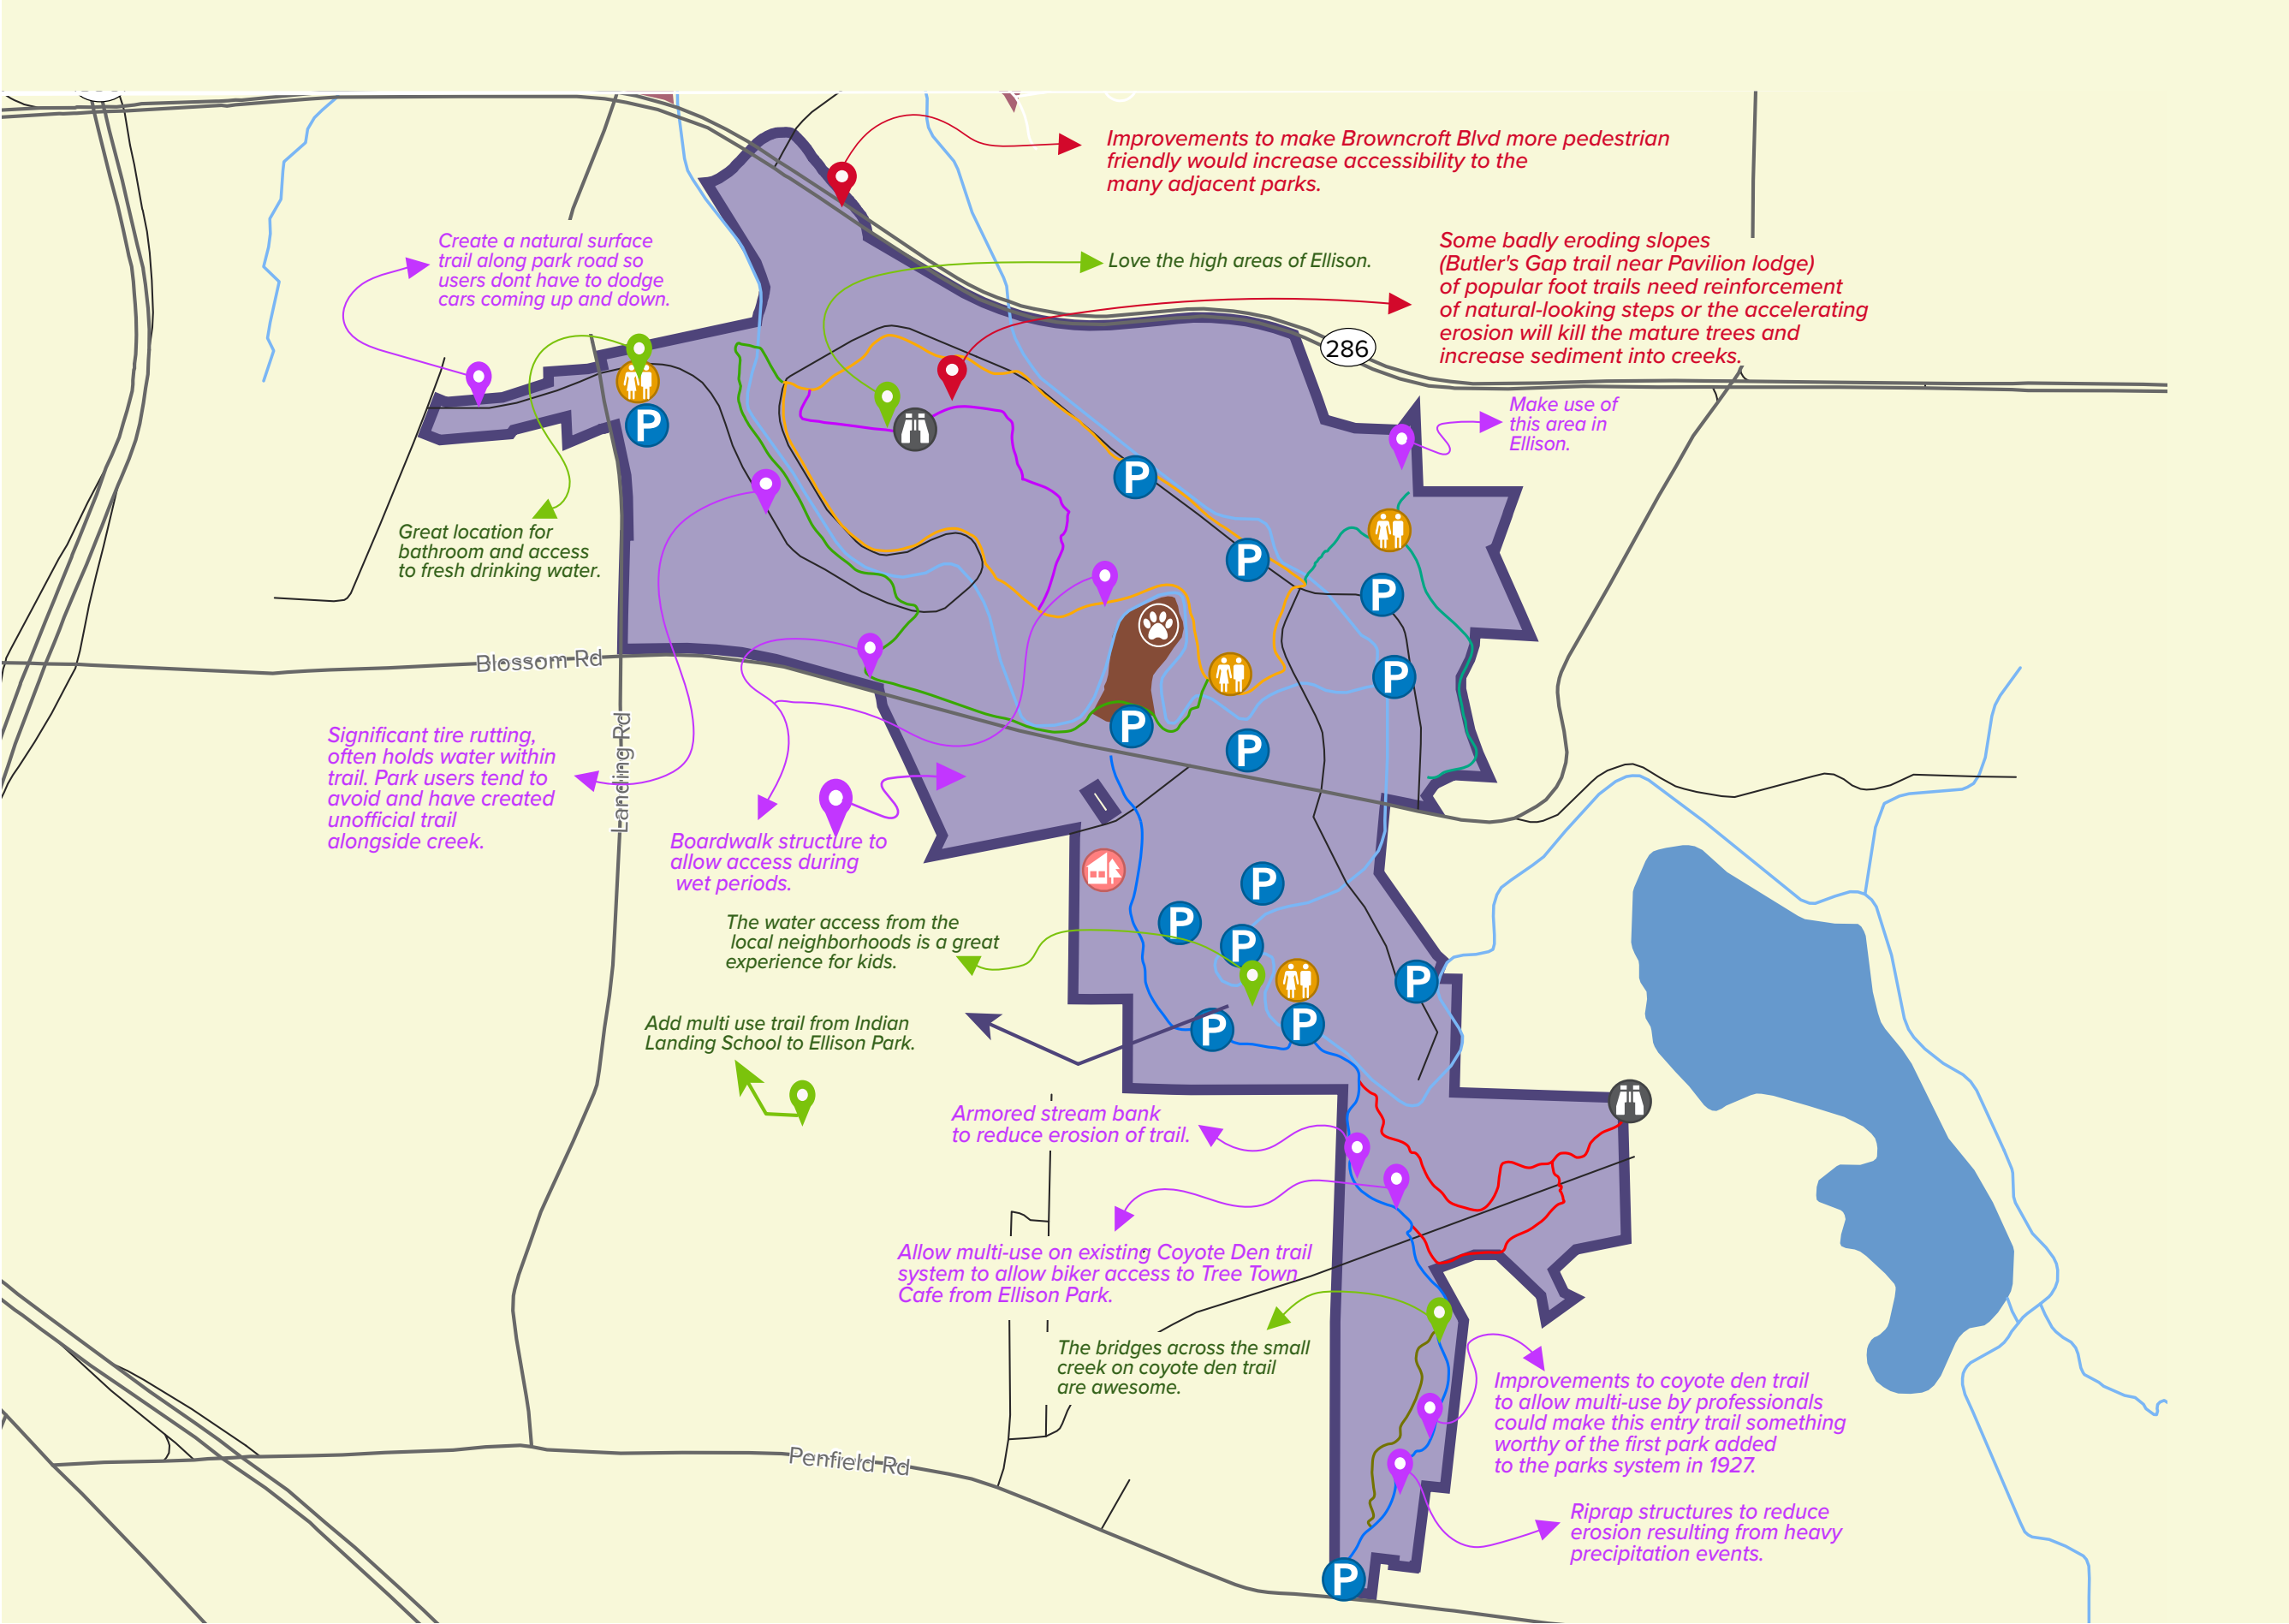 Improvements to make Browncroft Blvd more pedestrian
friendly would increase accessibility to the
many adjacent parks.
Create a natural surface
trail along park road so
users dont have to dodge
cars coming up and down.
Love the high areas of Ellison.
Some badly eroding slopes
(Butler's Gap trail near Pavilion lodge)
of popular foot trails need reinforcement
of natural-looking steps or the accelerating
erosion will kill the mature trees and
increase sediment into creeks.
286
Make use of
this area in
Ellison.
P
P
Great location for
bathroom and access
to fresh drinking water.
P
P
Blossom Rd
P
P
P
Landing Rd
Significant tire rutting,
often holds water within
trail. Park users tend to
avoid and have created
unofficial trail
alongside creek.
Boardwalk structure to
allow access during
wet periods.
P
P
P
P
The water access from the
local neighborhoods is a great
experience for kids.
P
P
Add multi use trail from Indian
Landing School to Ellison Park.
Armored stream bank
to reduce erosion of trail.
Allow multi-use on existing Coyote Den trail
system to allow biker access to Tree Town
Cafe from Ellison Park.
The bridges across the small
creek on coyote den trail
are awesome.
Improvements to coyote den trail
to allow multi-use by professionals
could make this entry trail something
worthy of the first park added
to the parks system in 1927.
Penfield Rd
Riprap structures to reduce
erosion resulting from heavy
precipitation events.
P